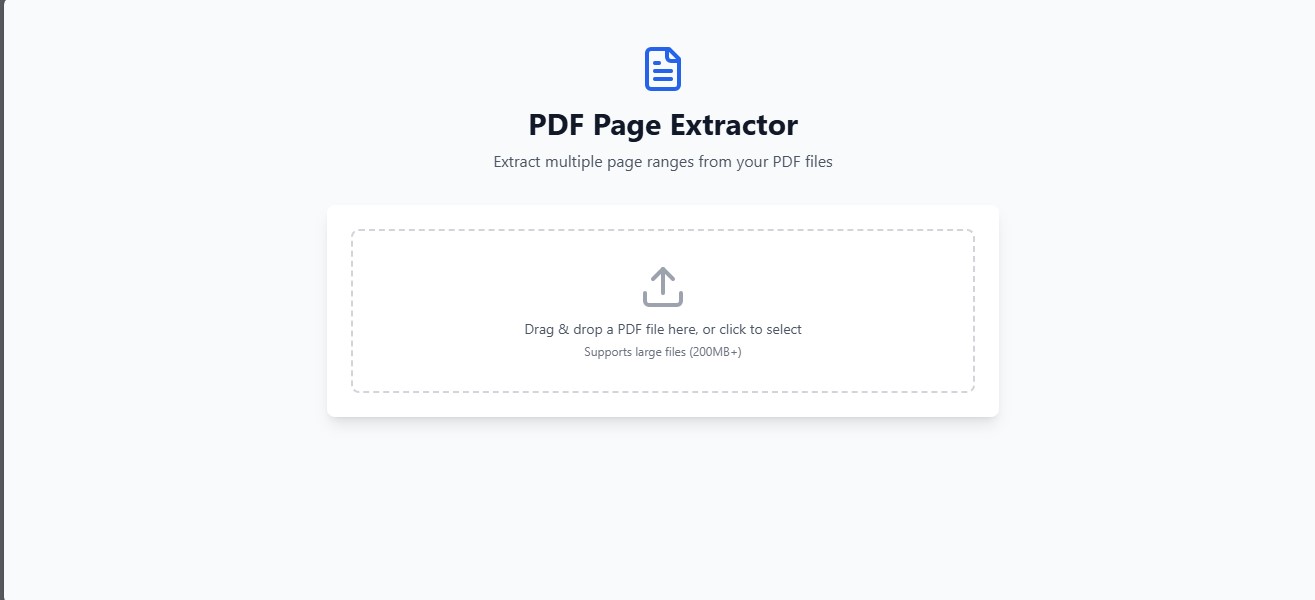 PDF Page Extractor
Extract multiple page ranges from your PDF files
Drag & drop a PDF file here, or click to select
Supports large files (200MB+)